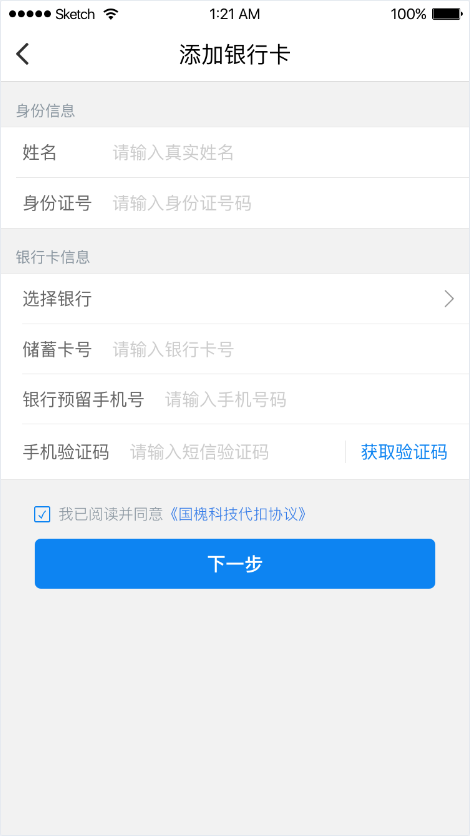 Sketch 1:21 AM 100%
添加银行卡
身份信息
姓名 请输入真实姓名
身份证号 请输入身份证号码
银行卡信息
选择银行
储蓄卡号 请输入银行卡号
银行预留手机号 请输入手机号码
手机验证码 请输入短信验证码 获取验证码
我已阅读并同意《国槐科技代扣协议》
下一步